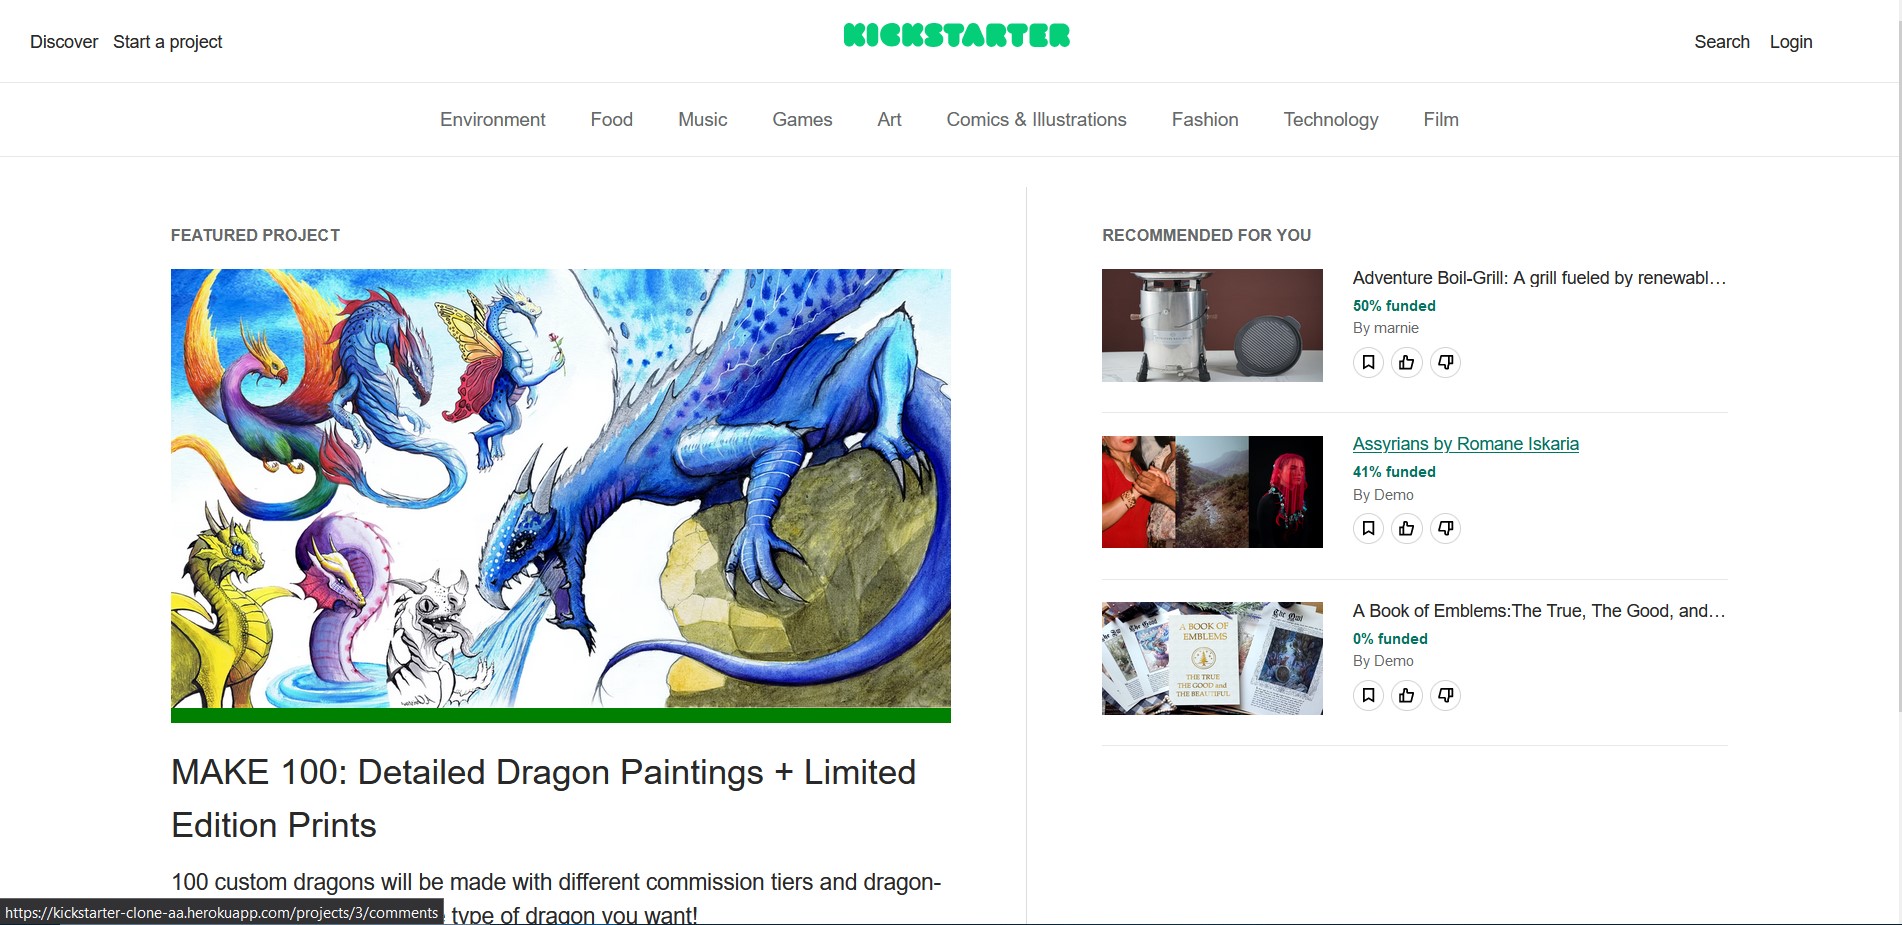 Discover Start a project
KICKSTARTER
Search Login
Environment Food Music Games Art Comics & Illustrations Fashion Technology Film
FEATURED PROJECT
MAKE 100: Detailed Dragon Paintings + Limited
Edition Prints
100 custom dragons will be made with different commission tiers and dragon-
type of dragon you want!
RECOMMENDED FOR YOU
Adventure Boil-Grill: A grill fueled by renewabl…
50% funded
By marnie
Assyrians by Romane Iskaria
41% funded
By Demo
A BOOK OF
EMBLEMS
THE TRUE
THE GOOD and
THE BEAUTIFUL
The Owl
A Book of Emblems:The True, The Good, and…
0% funded
By Demo
https://kickstarter-clone-aa.herokuapp.com/projects/3/comments